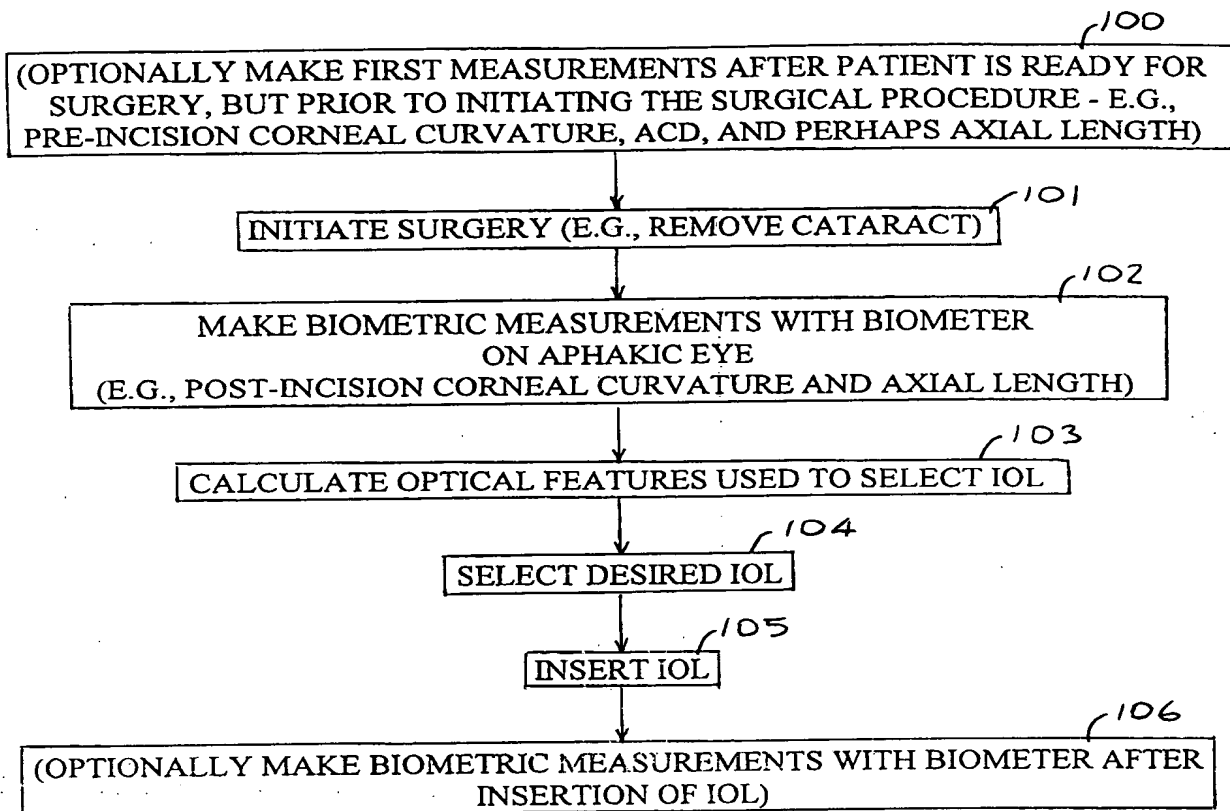 100
(OPTIONALLY MAKE FIRST MEASUREMENTS AFTER PATIENT IS READY FOR
SURGERY, BUT PRIOR TO INITIATING THE SURGICAL PROCEDURE - E.G.,
PRE-INCISION CORNEAL CURVATURE, ACD, AND PERHAPS AXIAL LENGTH)
101
INITIATE SURGERY (E.G., REMOVE CATARACT)
102
MAKE BIOMETRIC MEASUREMENTS WITH BIOMETER
ON APHAKIC EYE
(E.G., POST-INCISION CORNEAL CURVATURE AND AXIAL LENGTH)
103
CALCULATE OPTICAL FEATURES USED TO SELECT IOL
104
SELECT DESIRED IOL
105
INSERT IOL
106
(OPTIONALLY MAKE BIOMETRIC MEASUREMENTS WITH BIOMETER AFTER
INSERTION OF IOL)